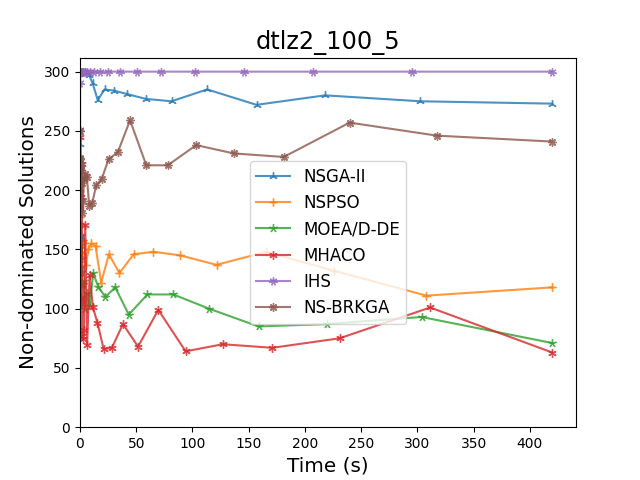 dtlz2_100_5
Non-dominated Solutions
300
250
200
150
100
50
0
NSGA-II
NSPSO
MOEA/D-DE
MHACO
IHS
NS-BRKGA
0 50 100 150 200 250 300 350 400
Time (s)